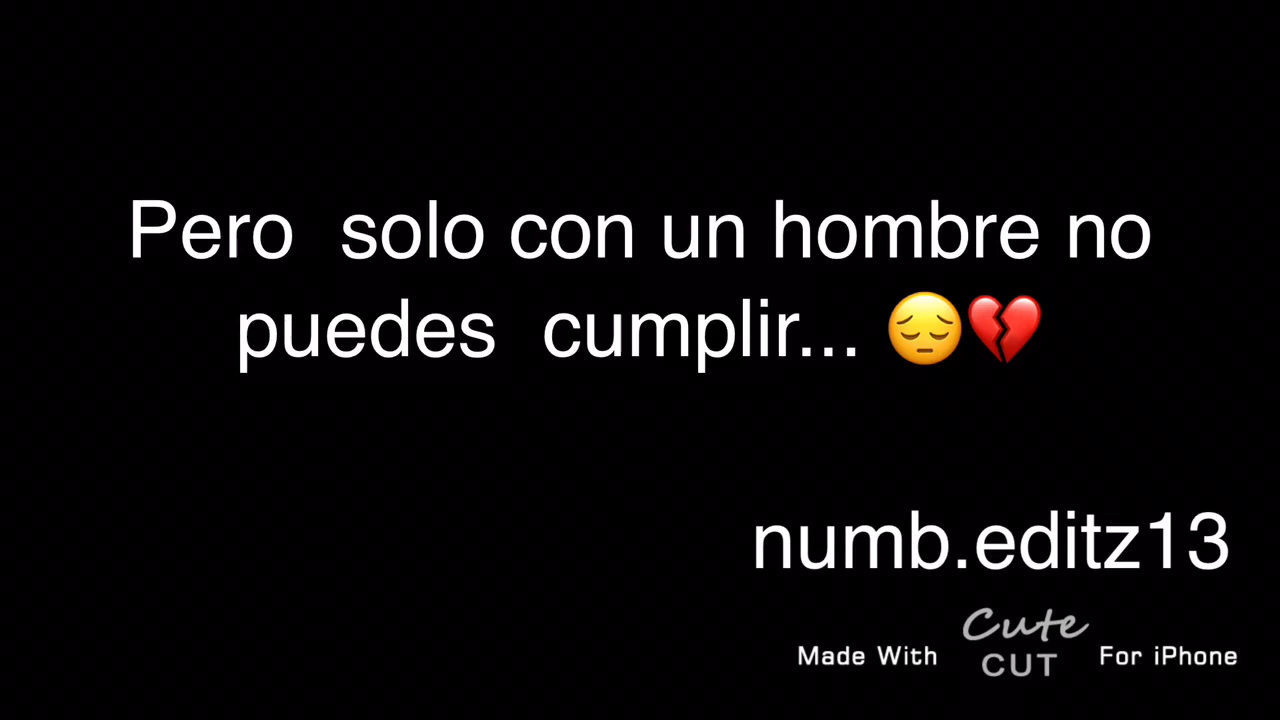 Pero  solo con un hombre no
puedes  cumplir... 😔💔
numb.editz13
Made With Cute CUT For iPhone